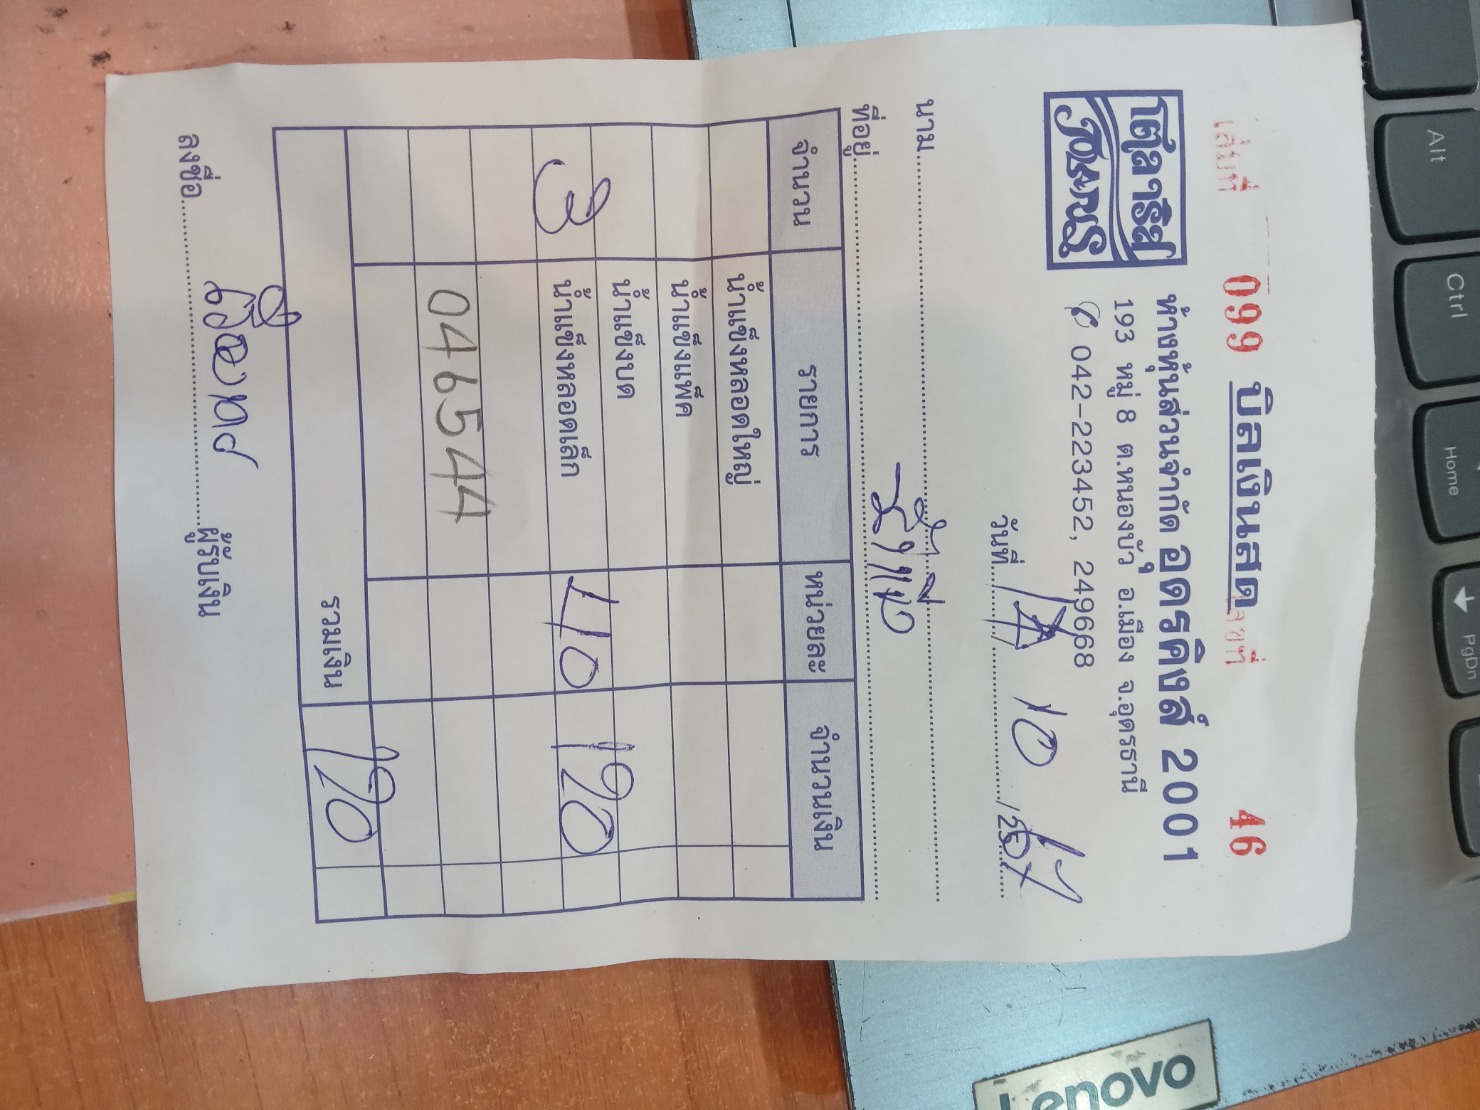 เล่มที่ 099 บิลเงินสด เลขที่ 46
โตลาริส
POLARIS
ห้างหุ้นส่วนจำกัด อุดรคิงส์ 2001
193 หมู่ 8 ต.หนองบัว อ.เมือง จ.อุดรธานี
✆ 042-223452, 249668
วันที่ 10 /25 67
นาม
ที่อยู่
จำนวน รายการ หน่วยละ จำนวนเงิน
น้ำแข็งหลอดใหญ่
น้ำแข็งแพ็ค
น้ำแข็งบด
3 น้ำแข็งหลอดเล็ก 40 120
046544
รวมเงิน 120
ลงชื่อ ผู้รับเงิน
Alt
Ctrl
Home
PgDn
Lenovo